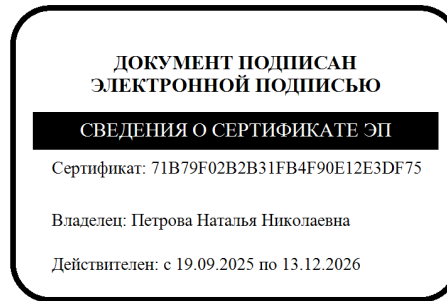 ДОКУМЕНТ ПОДПИСАН
ЭЛЕКТРОННОЙ ПОДПИСЬЮ
СВЕДЕНИЯ О СЕРТИФИКАТЕ ЭП
Сертификат: 71B79F02B2B31FB4F90E12E3DF75
Владелец: Петрова Наталья Николаевна
Действителен: с 19.09.2025 по 13.12.2026